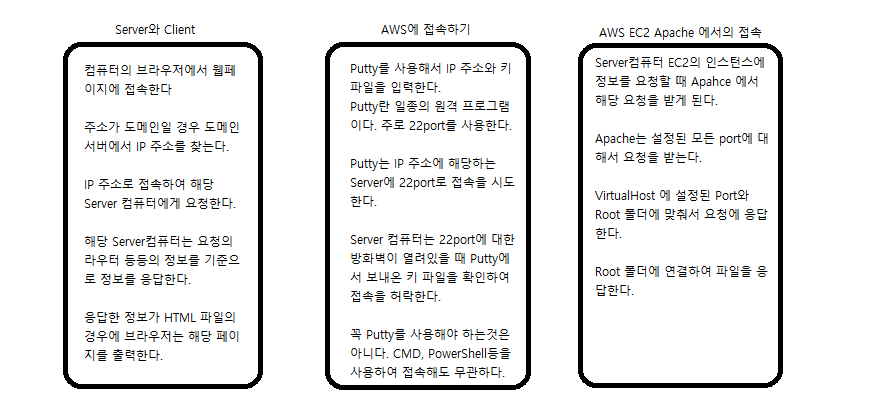 Server와 Client
컴퓨터의 브라우저에서 웹페
이지에 접속한다
주소가 도메인일 경우 도메인
서버에서 IP 주소를 찾는다.
IP 주소로 접속하여 해당
Server 컴퓨터에게 요청한다.
해당 Server컴퓨터는 요청의
라우터 등등의 정보를 기준으
로 정보를 응답한다.
응답한 정보가 HTML 파일의
경우에 브라우저는 해당 페이
지를 출력한다.
AWS에 접속하기
Putty를 사용해서 IP 주소와 키
파일을 입력한다.
Putty란 일종의 원격 프로그램
이다. 주로 22port를 사용한다.
Putty는 IP 주소에 해당하는
Server에 22port로 접속을 시도
한다.
Server 컴퓨터는 22port에 대한
방화벽이 열려있을 때 Putty에
서 보내온 키 파일을 확인하여
접속을 허락한다.
꼭 Putty를 사용해야 하는것은
아니다. CMD, PowerShell등을
사용하여 접속해도 무관하다.
AWS EC2 Apache 에서의 접속
Server컴퓨터 EC2의 인스턴스에
정보를 요청할 때 Apahce 에서
해당 요청을 받게 된다.
Apache는 설정된 모든 port에 대
해서 요청을 받는다.
VirtualHost 에 설정된 Port와
Root 폴더에 맞춰서 요청에 응답
한다.
Root 폴더에 연결하여 파일을 응
답한다.